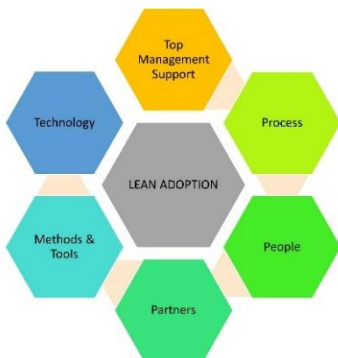 Top
Management
Support
Technology
Process
LEAN ADOPTION
Methods &
Tools
People
Partners